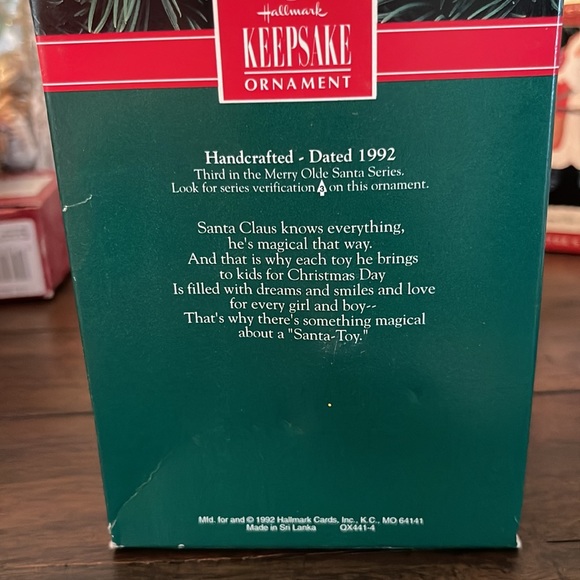 Hallmark
KEEPSAKE
ORNAMENT
Handcrafted - Dated 1992
Third in the Merry Olde Santa Series.
Look for series verification on this ornament.
Santa Claus knows everything,
he's magical that way.
And that is why each toy he brings
to kids for Christmas Day
Is filled with dreams and smiles and love
for every girl and boy--
That's why there's something magical
about a "Santa-Toy."
Mfd. for and © 1992 Hallmark Cards, Inc., K.C., MO 64141
Made in Sri Lanka QX441-4